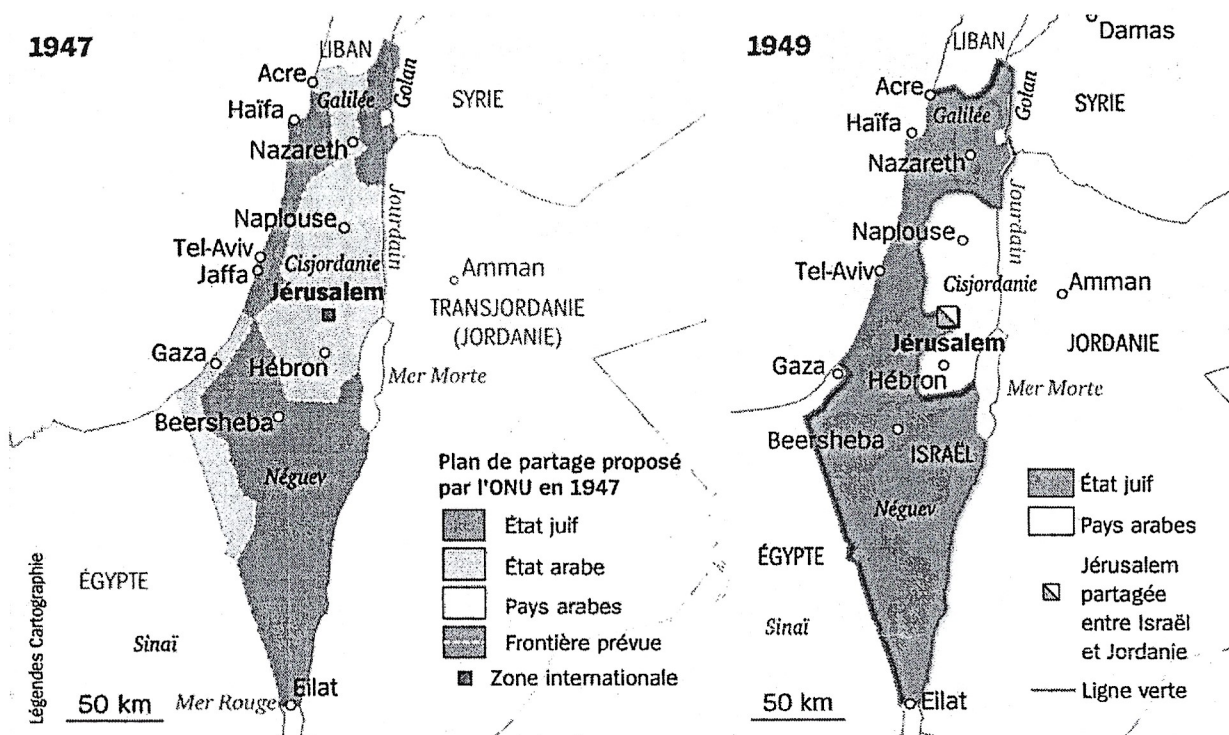 1947
LIBAN
Acre
Galilée
Golan
Haïfa
SYRIE
Nazareth
Jourdain
Naplouse
Tel-Aviv
Jaffa
Cisjordanie
Amman
Jérusalem
TRANSJORDANIE
(JORDANIE)
Gaza
Hébron
Mer Morte
Beersheba
Néguev
Plan de partage proposé
par l'ONU en 1947
État juif
État arabe
Pays arabes
Frontière prévue
Zone internationale
ÉGYPTE
Sinaï
Eilat
Mer Rouge
50 km
Légendes Cartographie
1949
Damas
LIBAN
Acre
Galilée
Golan
SYRIE
Haïfa
Nazareth
Jourdain
Naplouse
Tel-Aviv
Cisjordanie
Amman
Jérusalem
JORDANIE
Gaza
Hébron
Mer Morte
Beersheba
ISRAËL
Néguev
État juif
Pays arabes
Jérusalem
partagée
entre Israël
et Jordanie
Ligne verte
ÉGYPTE
Sinaï
Eilat
50 km